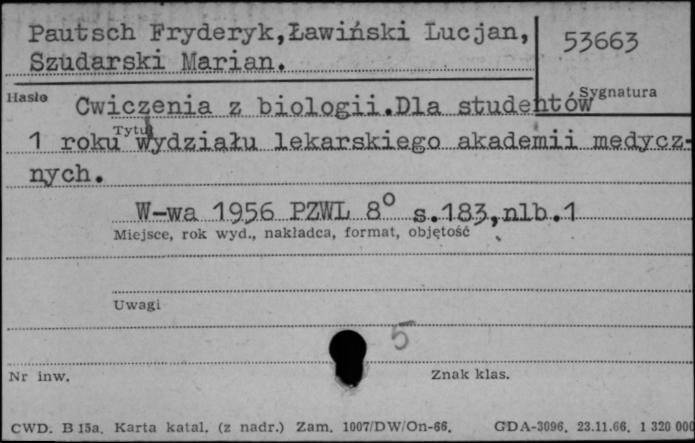 Pautsch Fryderyk,Ławiński Lucjan,
53663
Szudarski Marian.
Hasło
Sygnatura
Cwiczenia z biologii.Dla studentów
Tytuł
1 roku Wydziału lekarskiego akademii medycz-
nych.
W-wa 1956 PZWL 8° s.183,nlb.1
Miejsce, rok wyd., nakładca, format, objętość
Uwagi
5
Nr inw.
Znak klas.
CWD. B 15a. Karta katal. (z nadr.) Zam. 1007/DW/On-66. GDA-3096. 23.11.66. 1 320 000